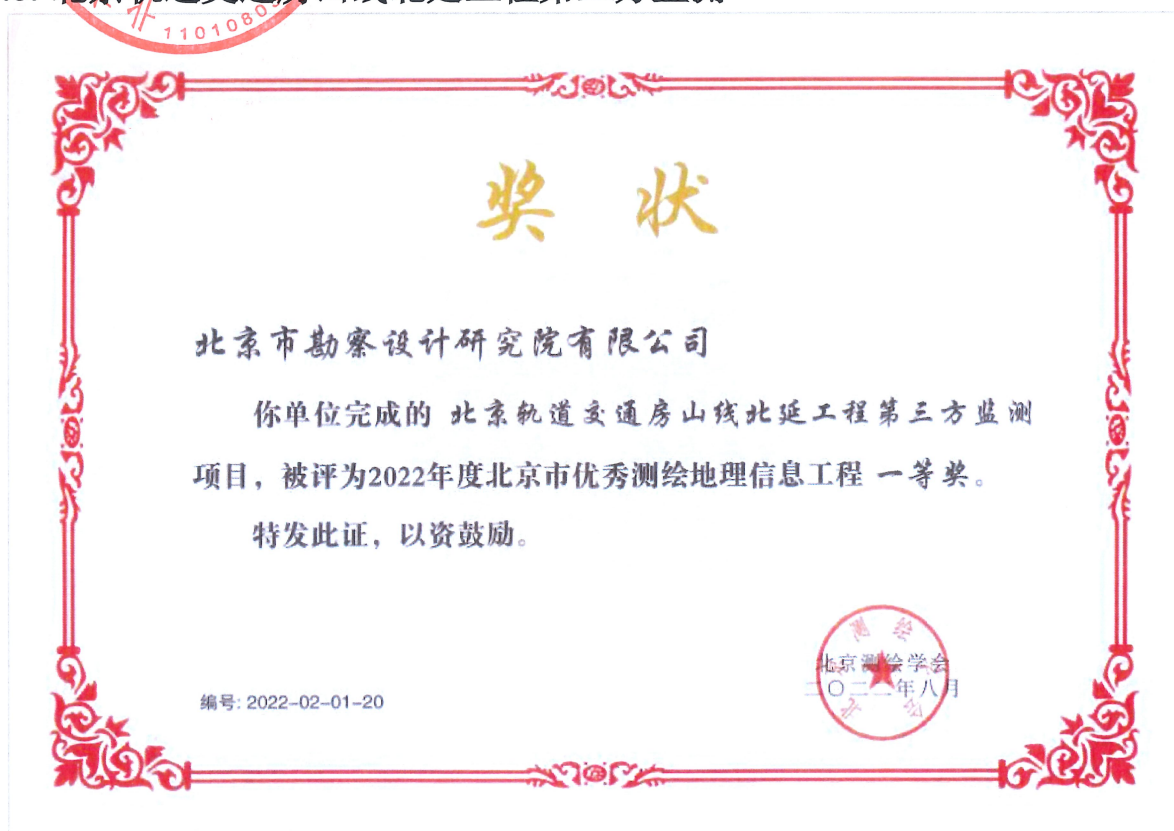 1101080
奖 状
北京市勘察设计研究院有限公司
你单位完成的 北京轨道交通房山线北延工程第三方监测
项目，被评为2022年度北京市优秀测绘地理信息工程 一等奖。
特发此证，以资鼓励。
北京测绘学会
二〇二二年八月
编号: 2022-02-01-20